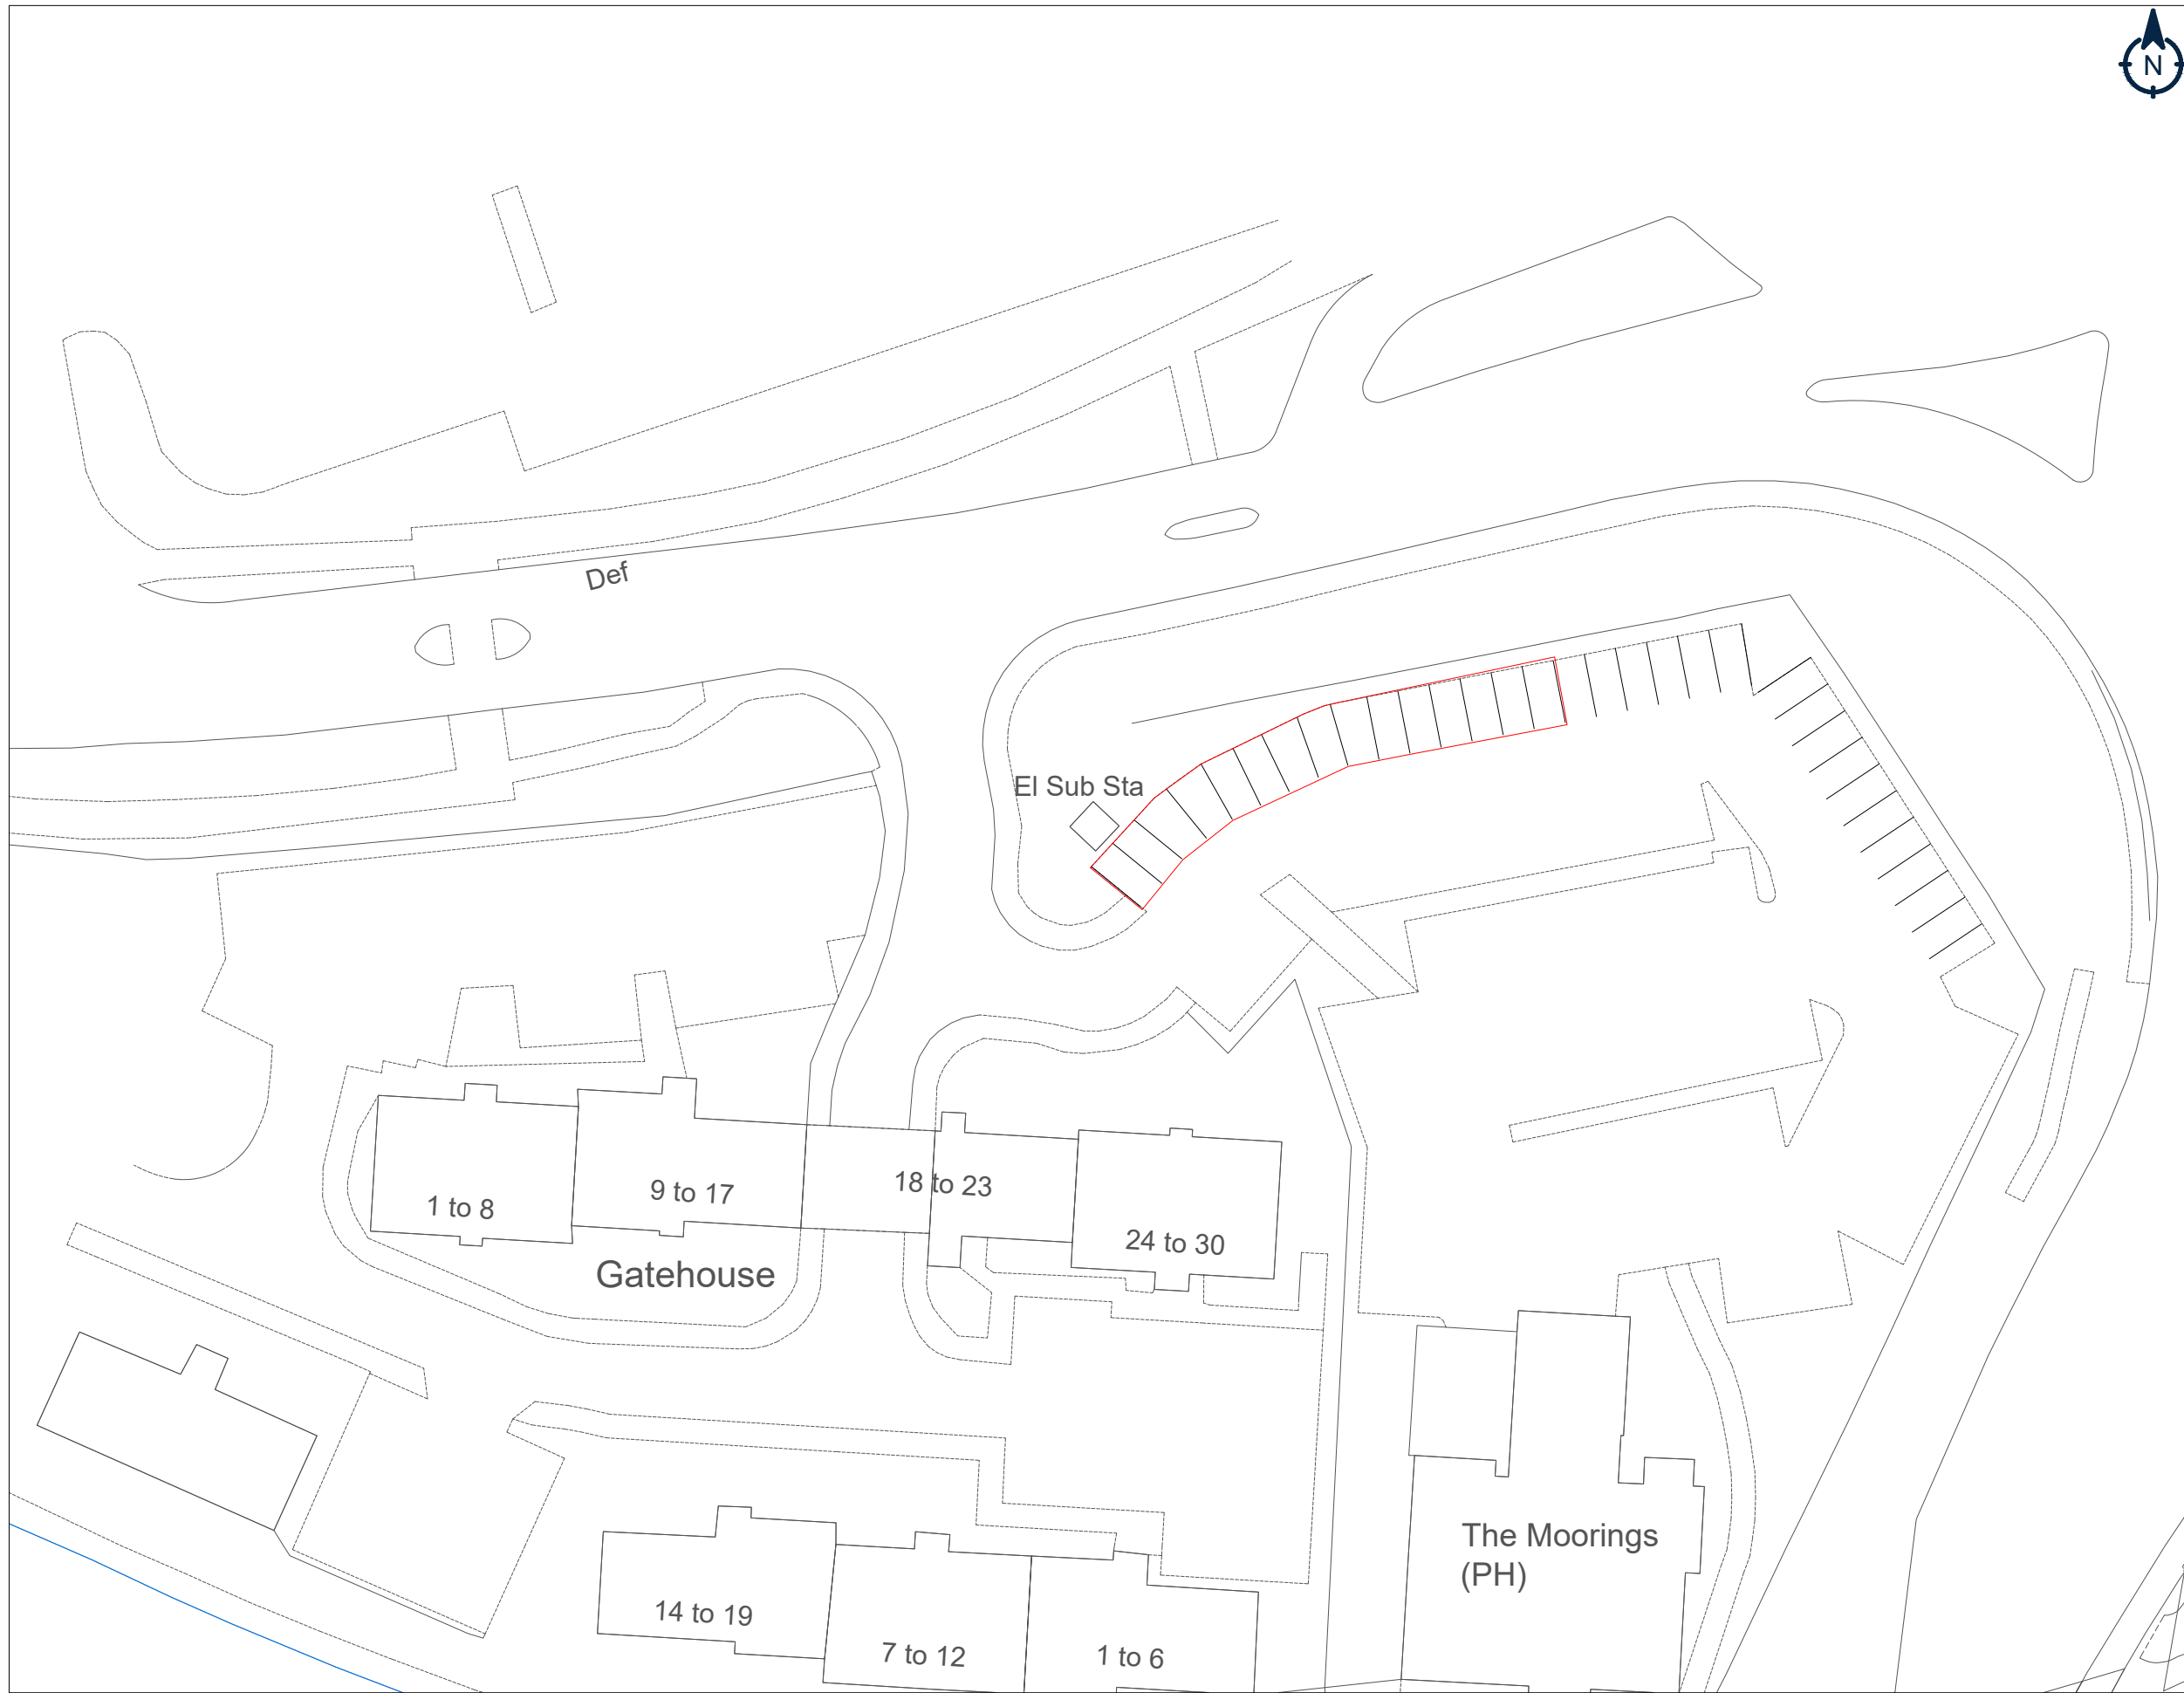 N
Def
El Sub Sta
1 to 8
9 to 17
18 to 23
24 to 30
Gatehouse
The Moorings
(PH)
14 to 19
7 to 12
1 to 6